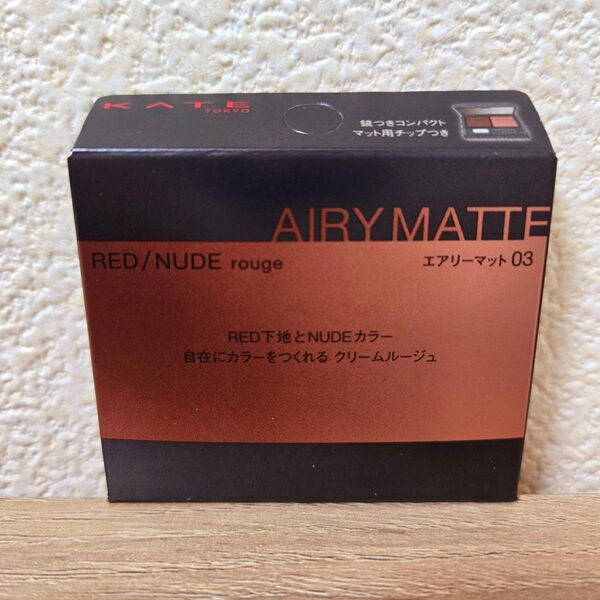 KATE
TOKYO
鏡つきコンパクト
マット用チップつき
AIRY MATTE
RED/NUDE rouge
エアリーマット 03
RED下地とNUDEカラー
自在にカラーをつくれる クリームルージュ